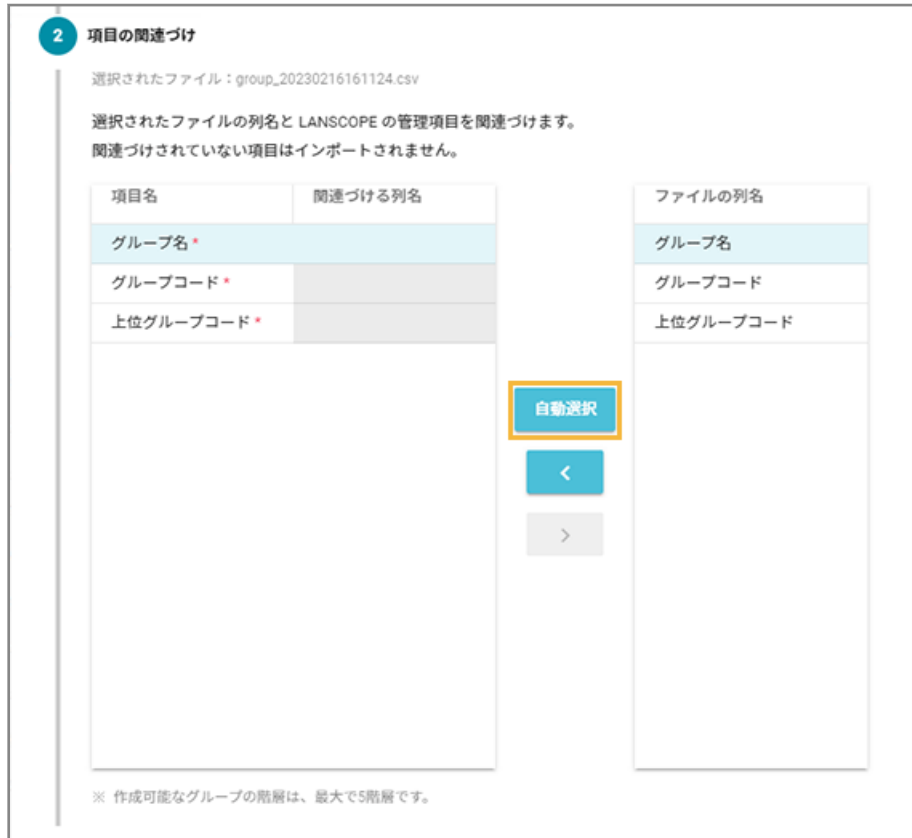 2 項目の関連づけ
選択されたファイル：group_20230216161124.csv
選択されたファイルの列名と LANSCOPE の管理項目を関連づけます。
関連づけされていない項目はインポートされません。
項目名 関連づける列名 ファイルの列名
グループ名 * グループ名
グループコード * グループコード
上位グループコード * 上位グループコード
自動選択
<
>
※ 作成可能なグループの階層は、最大で5階層です。